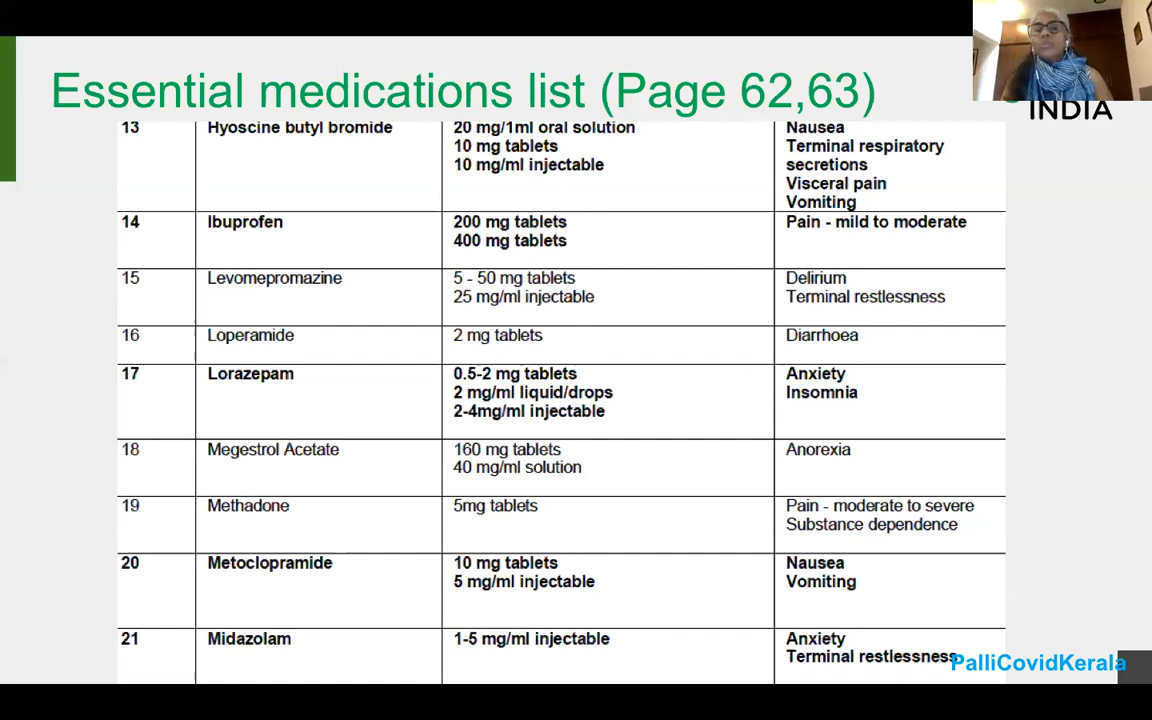 Essential medications list (Page 62,63)
INDIA
13 Hyoscine butyl bromide 20 mg/1ml oral solution Nausea
10 mg tablets Terminal respiratory
10 mg/ml injectable secretions
Visceral pain
Vomiting
14 Ibuprofen 200 mg tablets Pain - mild to moderate
400 mg tablets
15 Levomepromazine 5 - 50 mg tablets Delirium
25 mg/ml injectable Terminal restlessness
16 Loperamide 2 mg tablets Diarrhoea
17 Lorazepam 0.5-2 mg tablets Anxiety
2 mg/ml liquid/drops Insomnia
2-4mg/ml injectable
18 Megestrol Acetate 160 mg tablets Anorexia
40 mg/ml solution
19 Methadone 5mg tablets Pain - moderate to severe
Substance dependence
20 Metoclopramide 10 mg tablets Nausea
5 mg/ml injectable Vomiting
21 Midazolam 1-5 mg/ml injectable Anxiety
Terminal restlessness
PalliCovidKerala